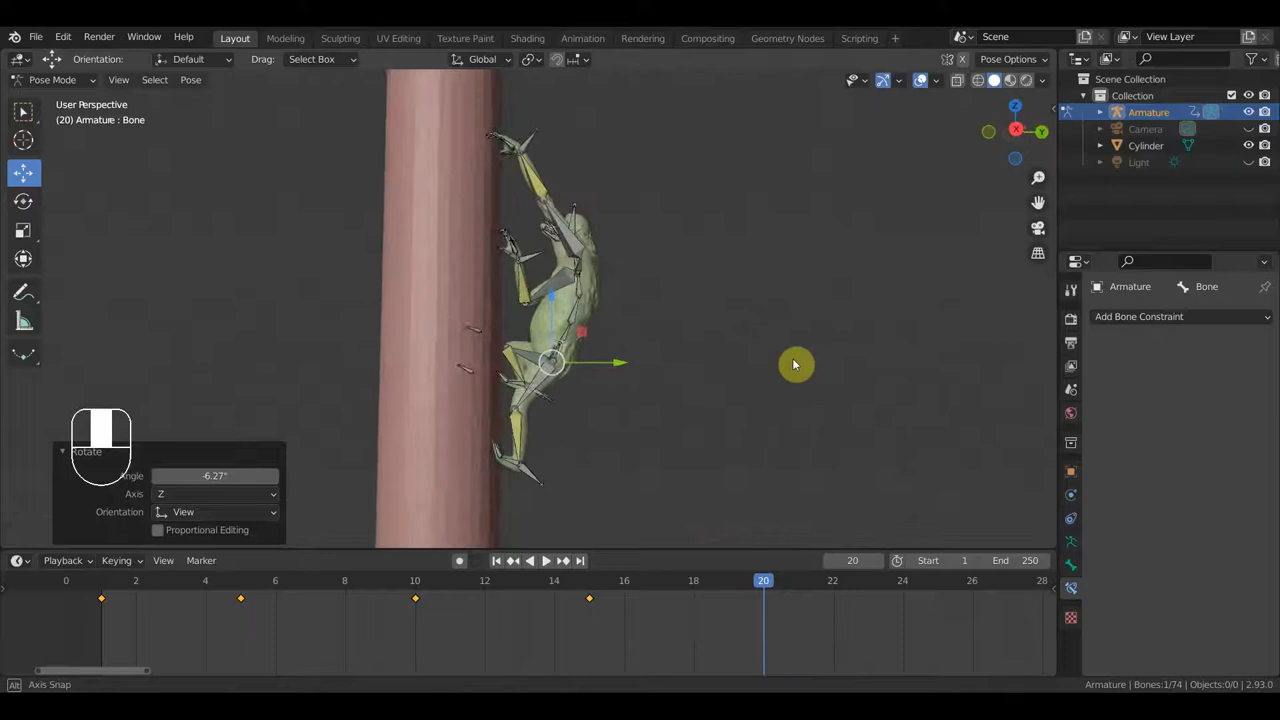 File Edit Render Window Help Layout Modeling Sculpting UV Editing Texture Paint Shading Animation Rendering Compositing Geometry Nodes Scripting Scene View Layer
Orientation: Default Drag: Select Box Global Pose Options
Pose Mode View Select Pose
User Perspective
(20) Armature : Bone
Z
X
Y
Scene Collection
Collection
Armature
Camera
Cylinder
Light
Armature Bone
Add Bone Constraint
Rotate
Angle -6.27°
Axis Z
Orientation View
Proportional Editing
Playback Keying View Marker 20 Start 1 End 250
0 2 4 6 8 10 12 14 16 18 20 22 24 26 28
Alt Axis Snap Armature | Bones:1/74 | Objects:0/0 | 2.93.0